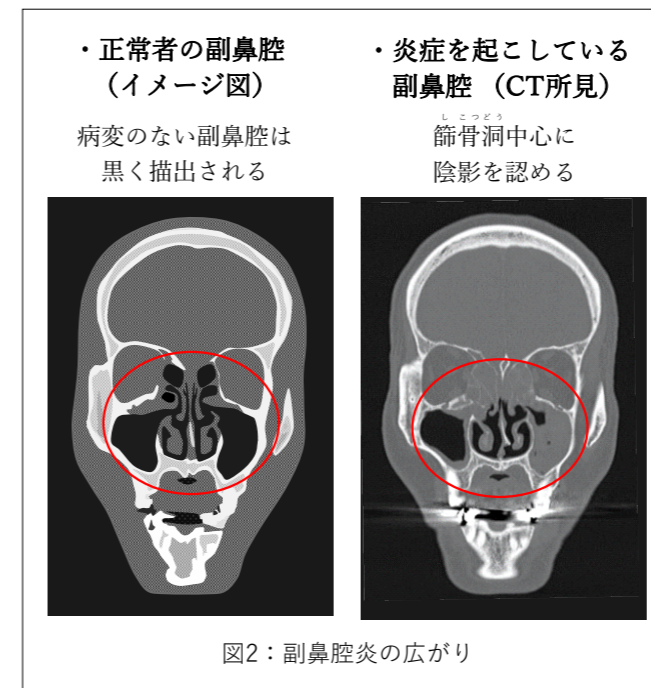 ・正常者の副鼻腔
（イメージ図）
病変のない副鼻腔は
黒く描出される
・炎症を起こしている
副鼻腔 （CT所見）
しこつどう
篩骨洞中心に
陰影を認める
図2：副鼻腔炎の広がり